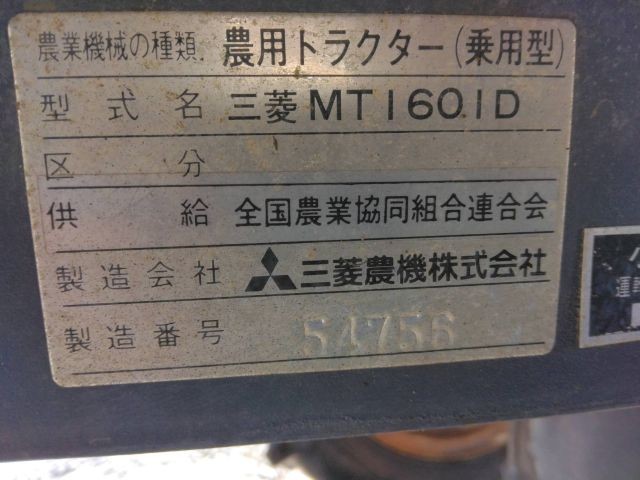 農業機械の種類 農用トラクター(乗用型)
型式名 三菱MT1601D
区分
供給 全国農業協同組合連合会
製造会社 三菱農機株式会社
製造番号 54756